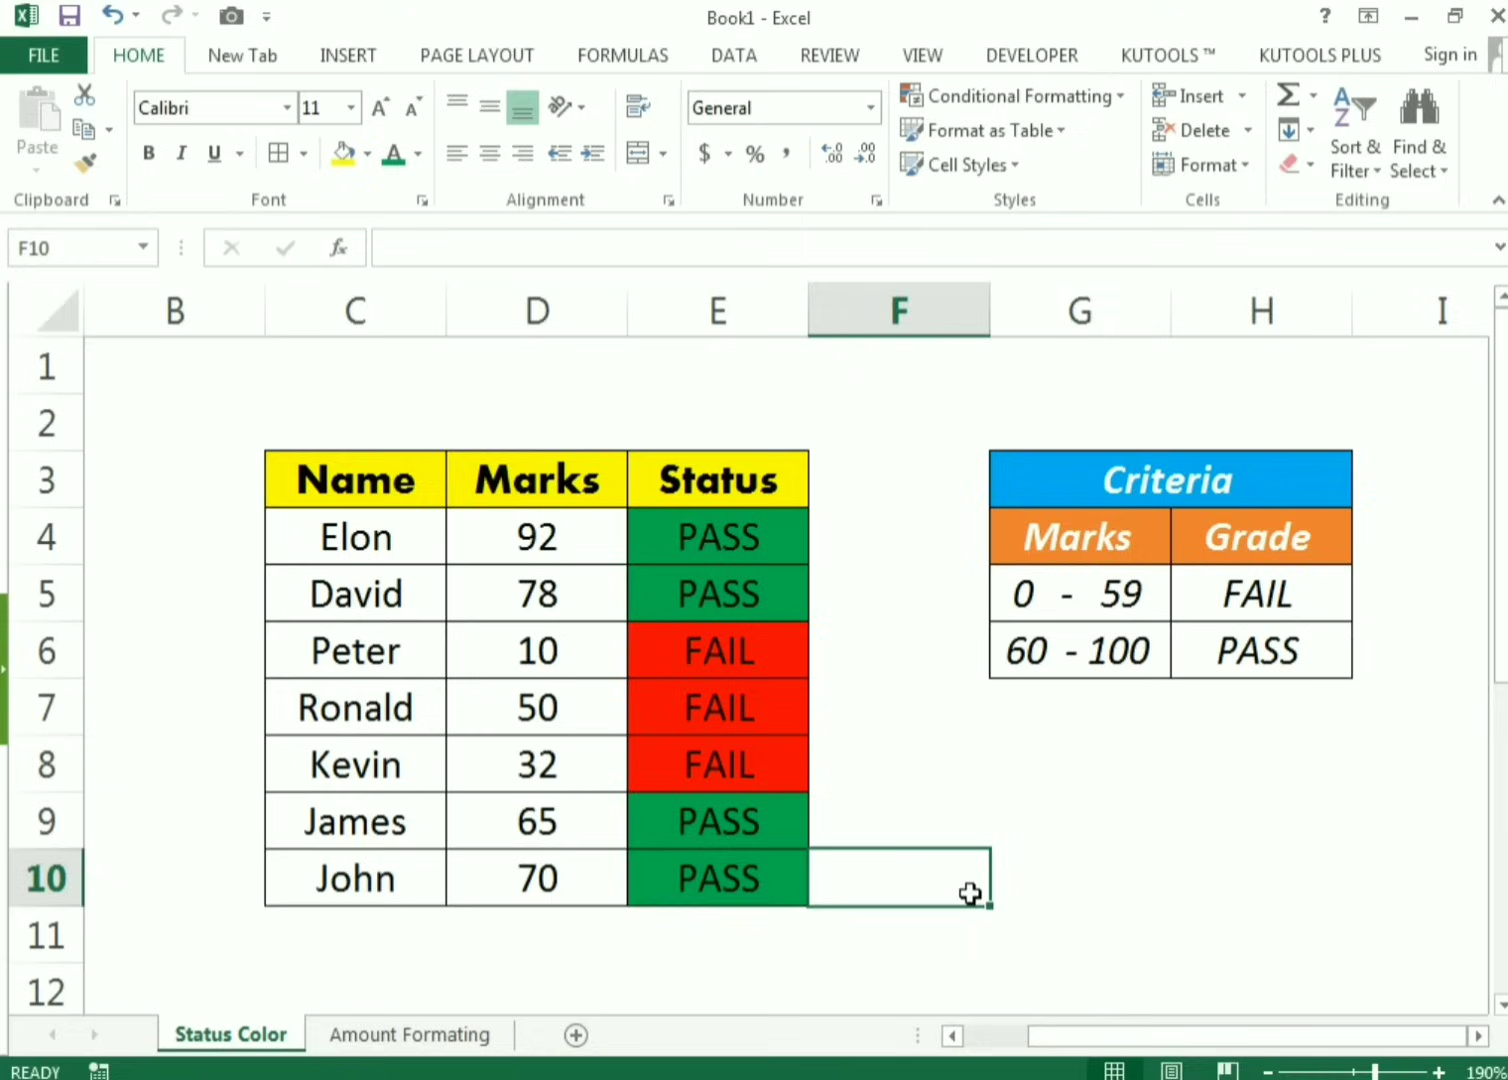 Book1 - Excel
FILE HOME New Tab INSERT PAGE LAYOUT FORMULAS DATA REVIEW VIEW DEVELOPER KUTOOLS ™ KUTOOLS PLUS Sign in
Calibri 11 General Conditional Formatting Insert
Format as Table Delete
Paste B I U $ % Cell Styles Format Sort & Filter Find & Select
Clipboard Font Alignment Number Styles Cells Editing
F10 fx
B C D E F G H I
1
2
3 Name Marks Status Criteria
4 Elon 92 PASS Marks Grade
5 David 78 PASS 0 - 59 FAIL
6 Peter 10 FAIL 60 - 100 PASS
7 Ronald 50 FAIL
8 Kevin 32 FAIL
9 James 65 PASS
10 John 70 PASS
11
12
Status Color Amount Formating
READY 190%